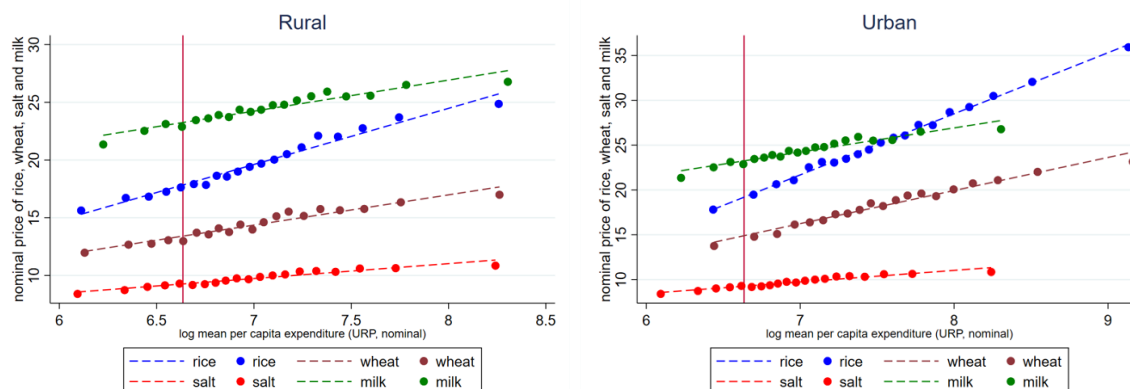 Rural
nominal price of rice, wheat, salt and milk
30
25
20
15
10
6
6.5
7
7.5
8
8.5
log mean per capita expenditure (URP, nominal)
rice
rice
wheat
wheat
salt
salt
milk
milk
Urban
nominal price of rice, wheat, salt and milk
35
30
25
20
15
10
6
7
8
9
log mean per capita expenditure (URP, nominal)
rice
rice
wheat
wheat
salt
salt
milk
milk